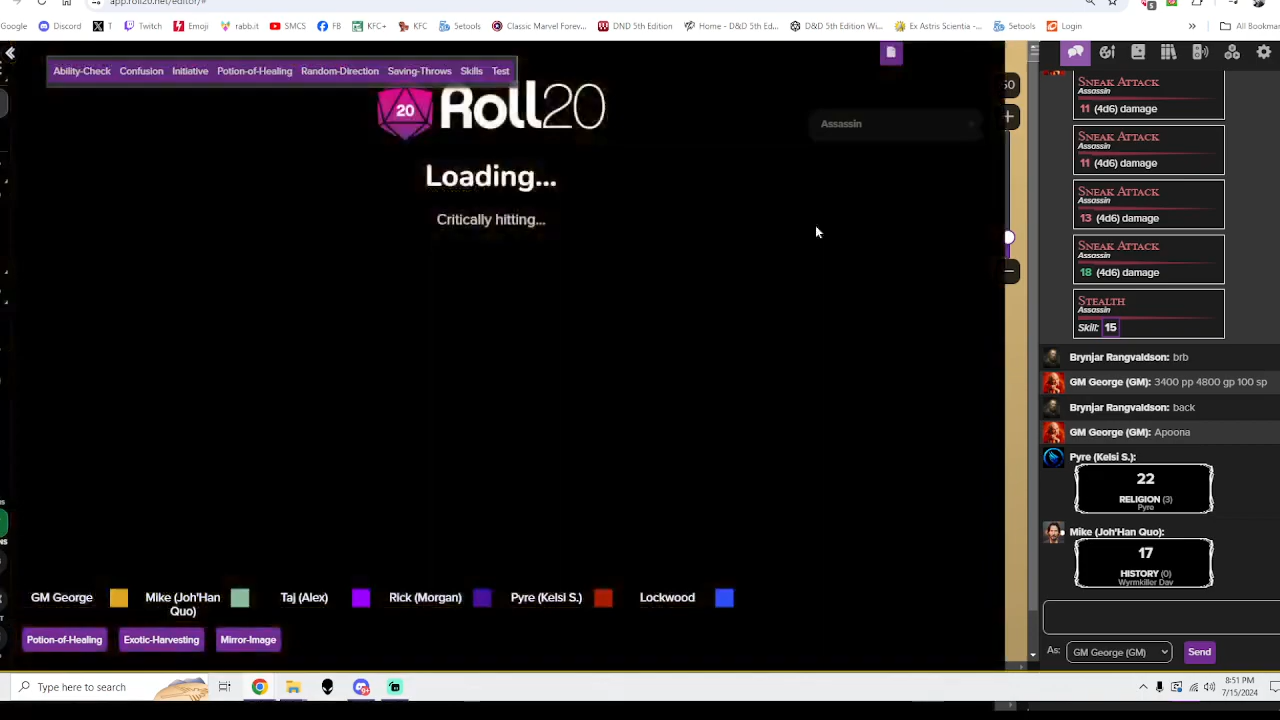 app.roll20.net/editor/#
Google
Discord
X
T
Twitch
Emoji
rabb.it
SMCS
FB
KFC+
KFC
5etools
Classic Marvel Forev...
DND 5th Edition
Home - D&D 5th Ed...
D&D 5th Edition Wi...
Ex Astris Scientia -...
5etools
Login
»
All Bookmar
Ability-Check
Confusion
Initiative
Potion-of-Healing
Random-Direction
Saving-Throws
Skills
Test
20
Roll20
Assassin
Loading...
Critically hitting...
SNEAK ATTACK
Assassin
11 (4d6) damage
SNEAK ATTACK
Assassin
11 (4d6) damage
SNEAK ATTACK
Assassin
13 (4d6) damage
SNEAK ATTACK
Assassin
18 (4d6) damage
STEALTH
Assassin
Skill: 15
Brynjar Rangvaldson: brb
GM George (GM): 3400 pp 4800 gp 100 sp
Brynjar Rangvaldson: back
GM George (GM): Apoona
Pyre (Kelsi S.):
22
RELIGION (3)
Pyre
Mike (Joh'Han Quo):
17
HISTORY (0)
Wyrmkiller Dav
As:
GM George (GM)
Send
GM George
Mike (Joh'Han
Quo)
Taj (Alex)
Rick (Morgan)
Pyre (Kelsi S.)
Lockwood
Potion-of-Healing
Exotic-Harvesting
Mirror-Image
Type here to search
8:51 PM
7/15/2024